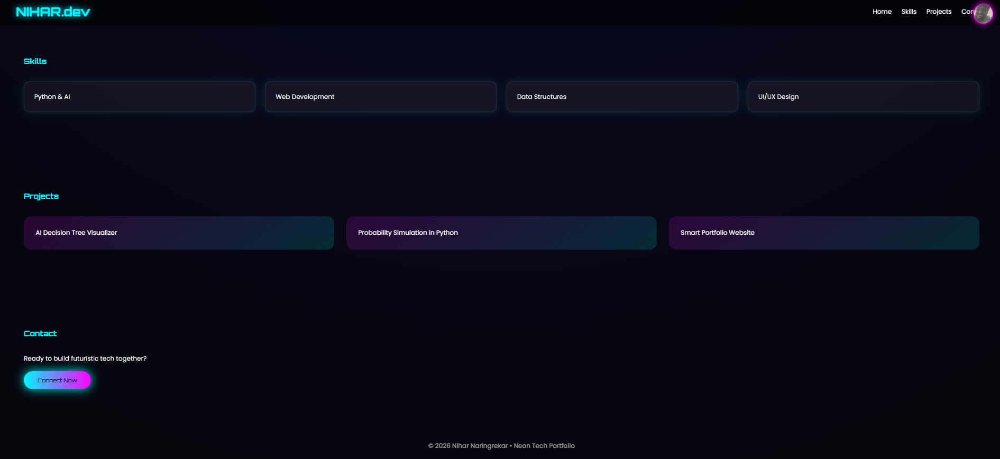 NIHAR.dev
Home Skills Projects Con
Skills
Python & AI
Web Development
Data Structures
UI/UX Design
Projects
AI Decision Tree Visualizer
Probability Simulation in Python
Smart Portfolio Website
Contact
Ready to build futuristic tech together?
Connect Now
© 2026 Nihar Naringrekar • Neon Tech Portfolio